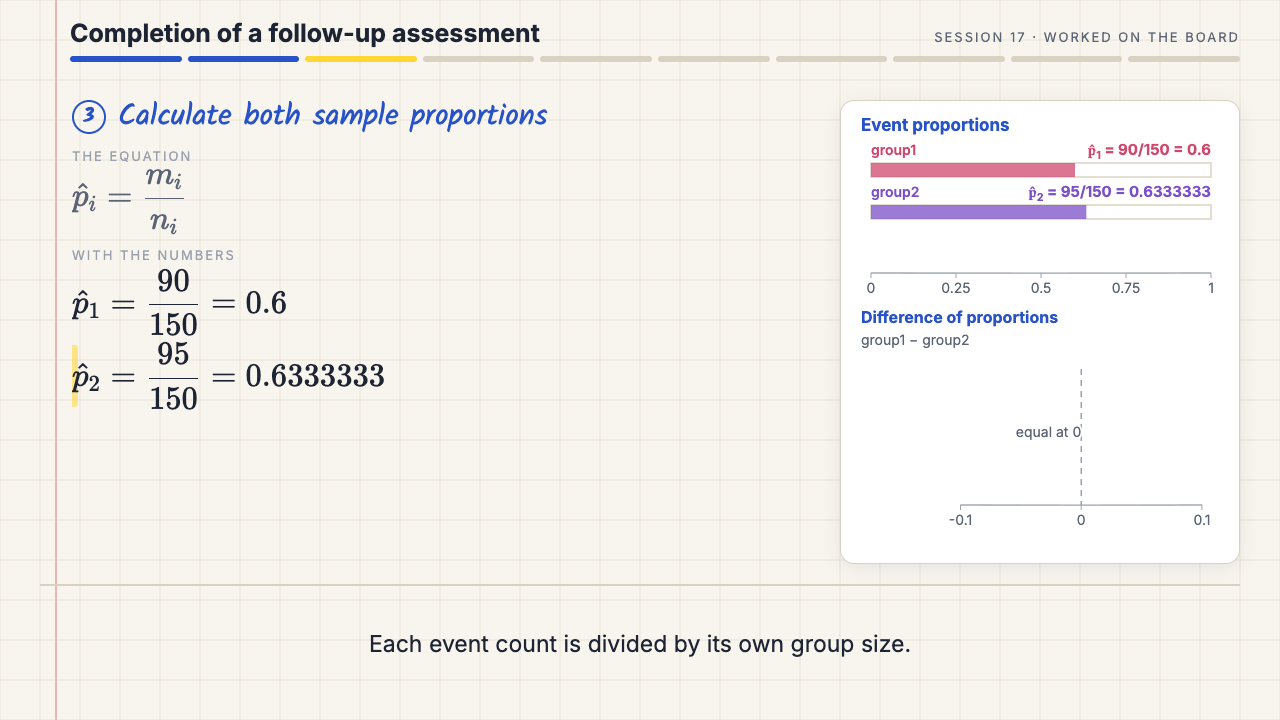 Completion of a follow-up assessment
SESSION 17 · WORKED ON THE BOARD
3 Calculate both sample proportions
THE EQUATION
p̂ᵢ = mᵢ / nᵢ
WITH THE NUMBERS
p̂₁ = 90 / 150 = 0.6
p̂₂ = 95 / 150 = 0.6333333
Event proportions
group1 p̂₁ = 90/150 = 0.6
group2 p̂₂ = 95/150 = 0.6333333
0 0.25 0.5 0.75 1
Difference of proportions
group1 − group2
equal at 0
-0.1 0 0.1
Each event count is divided by its own group size.